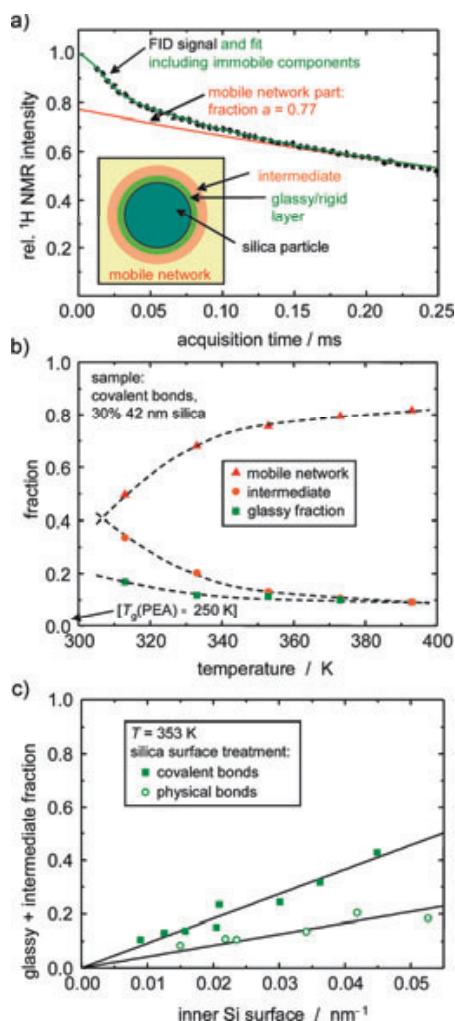 a)
1.0
0.8
0.6
0.4
0.2
rel. ¹H NMR intensity
FID signal and fit
including immobile components
mobile network part:
fraction a = 0.77
intermediate
glassy/rigid
layer
silica particle
mobile network
0.00 0.05 0.10 0.15 0.20 0.25
acquisition time / ms
b)
1.0
0.8
0.6
0.4
0.2
0.0
fraction
sample:
covalent bonds,
30% 42 nm silica
mobile network
intermediate
glassy fraction
[Tg(PEA) = 250 K]
300 320 340 360 380 400
temperature / K
c)
1.0
0.8
0.6
0.4
0.2
0.0
glassy + intermediate fraction
T = 353 K
silica surface treatment:
covalent bonds
physical bonds
0.00 0.01 0.02 0.03 0.04 0.05
inner Si surface / nm⁻¹